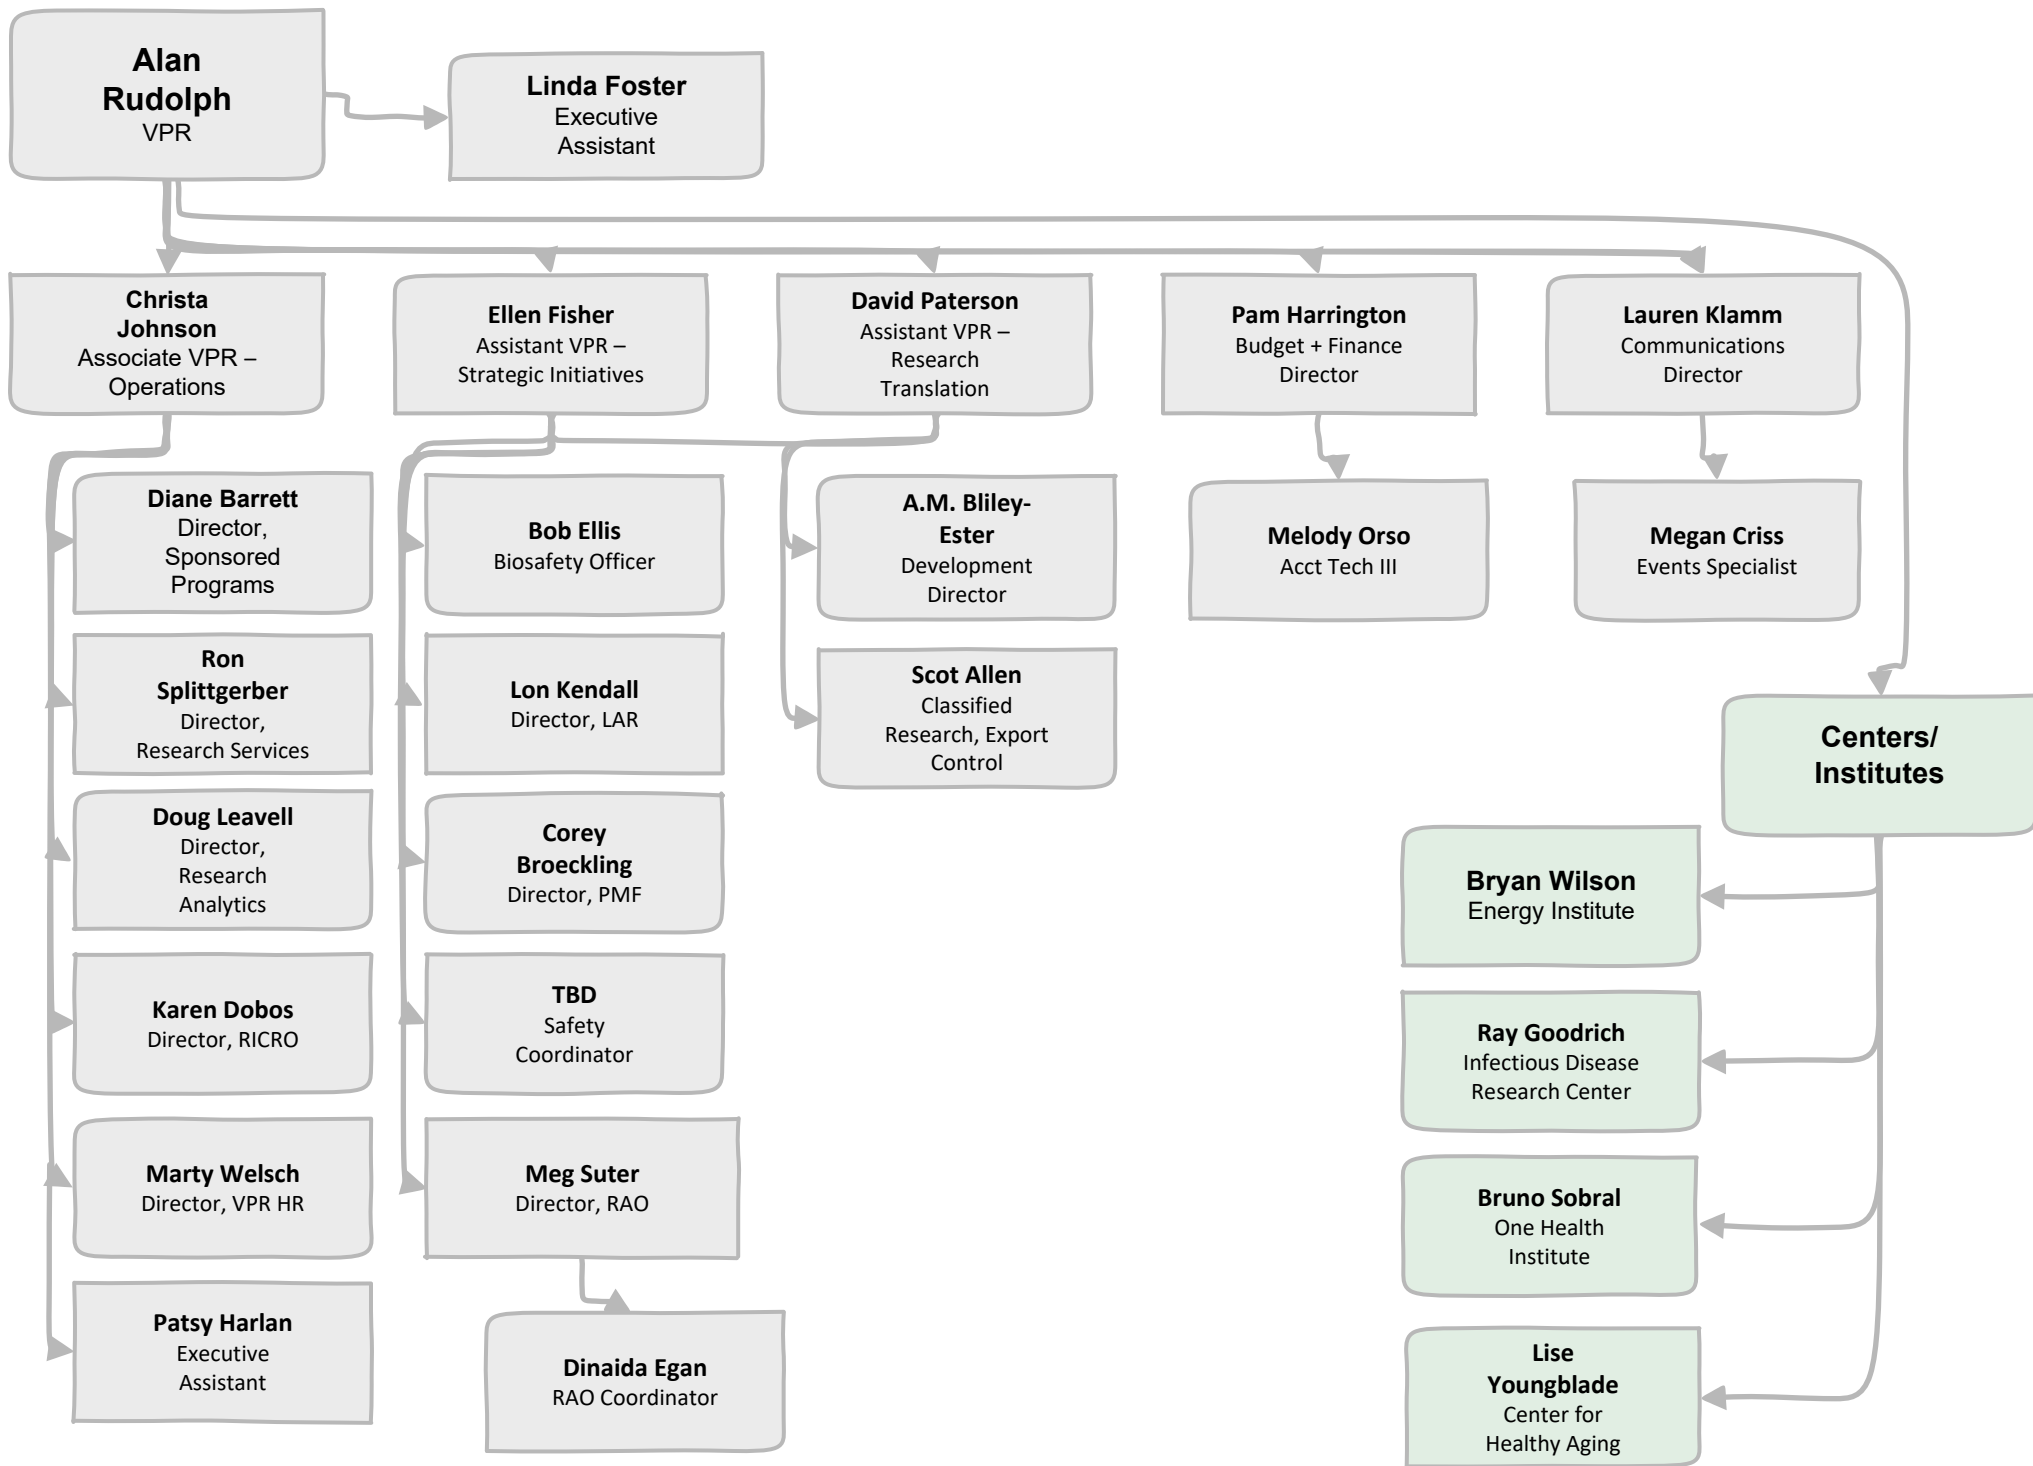 Alan
Rudolph
VPR
Linda Foster
Executive
Assistant
Christa
Johnson
Associate VPR –
Operations
Ellen Fisher
Assistant VPR –
Strategic Initiatives
David Paterson
Assistant VPR –
Research
Translation
Pam Harrington
Budget + Finance
Director
Lauren Klamm
Communications
Director
Diane Barrett
Director,
Sponsored
Programs
Ron
Splittgerber
Director,
Research Services
Doug Leavell
Director,
Research
Analytics
Karen Dobos
Director, RICRO
Marty Welsch
Director, VPR HR
Patsy Harlan
Executive
Assistant
Bob Ellis
Biosafety Officer
Lon Kendall
Director, LAR
Corey
Broeckling
Director, PMF
TBD
Safety
Coordinator
Meg Suter
Director, RAO
Dinaida Egan
RAO Coordinator
A.M. Bliley-
Ester
Development
Director
Scot Allen
Classified
Research, Export
Control
Melody Orso
Acct Tech III
Megan Criss
Events Specialist
Centers/
Institutes
Bryan Wilson
Energy Institute
Ray Goodrich
Infectious Disease
Research Center
Bruno Sobral
One Health
Institute
Lise
Youngblade
Center for
Healthy Aging